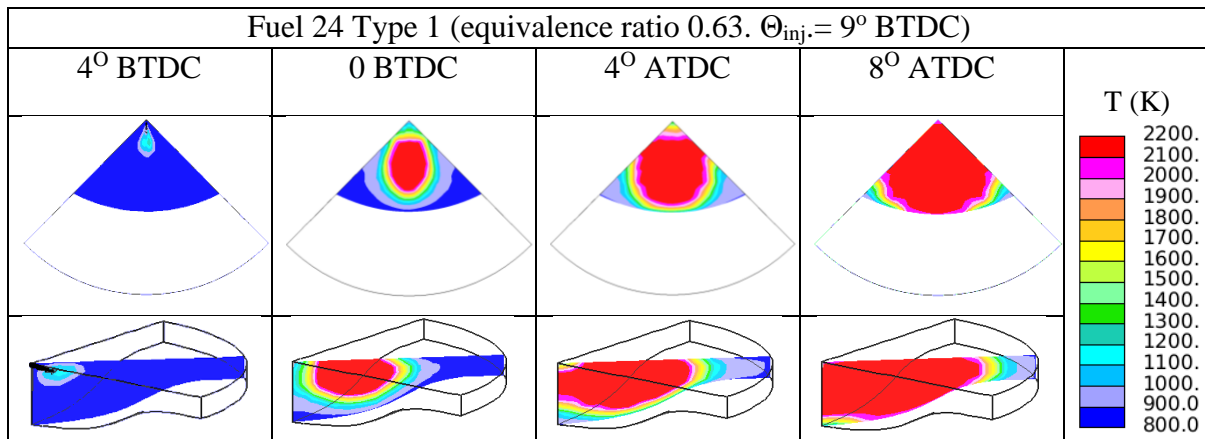 Fuel 24 Type 1 (equivalence ratio 0.63. Θinj.= 9º BTDC)
4º BTDC
0 BTDC
4º ATDC
8º ATDC
T (K)
2200.
2100.
2000.
1900.
1800.
1700.
1600.
1500.
1400.
1300.
1200.
1100.
1000.
900.0
800.0